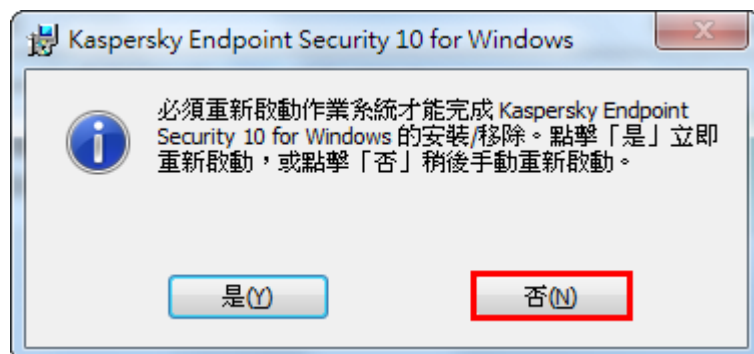 Kaspersky Endpoint Security 10 for Windows
必須重新啟動作業系統才能完成 Kaspersky Endpoint
Security 10 for Windows 的安裝/移除。點擊「是」立即
重新啟動，或點擊「否」稍後手動重新啟動。
是(Y)
否(N)